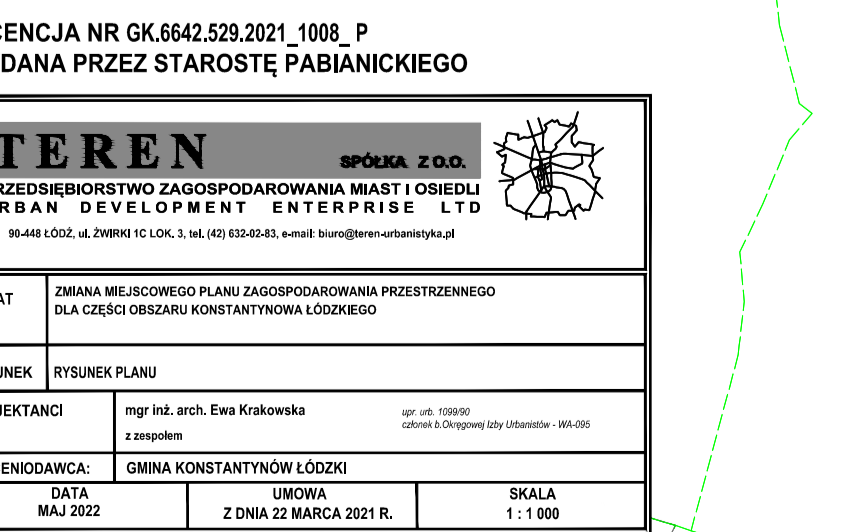 CENCJA NR GK.6642.529.2021_1008_ P
DANA PRZEZ STAROSTĘ PABIANICKIEGO
TEREN SPÓŁKA Z O.O.
RZEDSIĘBIORSTWO ZAGOSPODAROWANIA MIAST I OSIEDLI
RBAN DEVELOPMENT ENTERPRISE LTD
90-448 ŁÓDŹ, ul. ŻWIRKI 1C LOK. 3, tel. (42) 632-02-83, e-mail: biuro@teren-urbanistyka.pl
AT ZMIANA MIEJSCOWEGO PLANU ZAGOSPODAROWANIA PRZESTRZENNEGO
DLA CZĘŚCI OBSZARU KONSTANTYNOWA ŁÓDZKIEGO
UNEK RYSUNEK PLANU
JEKTANCI mgr inż. arch. Ewa Krakowska upr. urb. 1099/90
z zespołem członek b.Okręgowej Izby Urbanistów - WA-095
ENIODAWCA: GMINA KONSTANTYNÓW ŁÓDZKI
DATA UMOWA SKALA
MAJ 2022 Z DNIA 22 MARCA 2021 R. 1 : 1 000